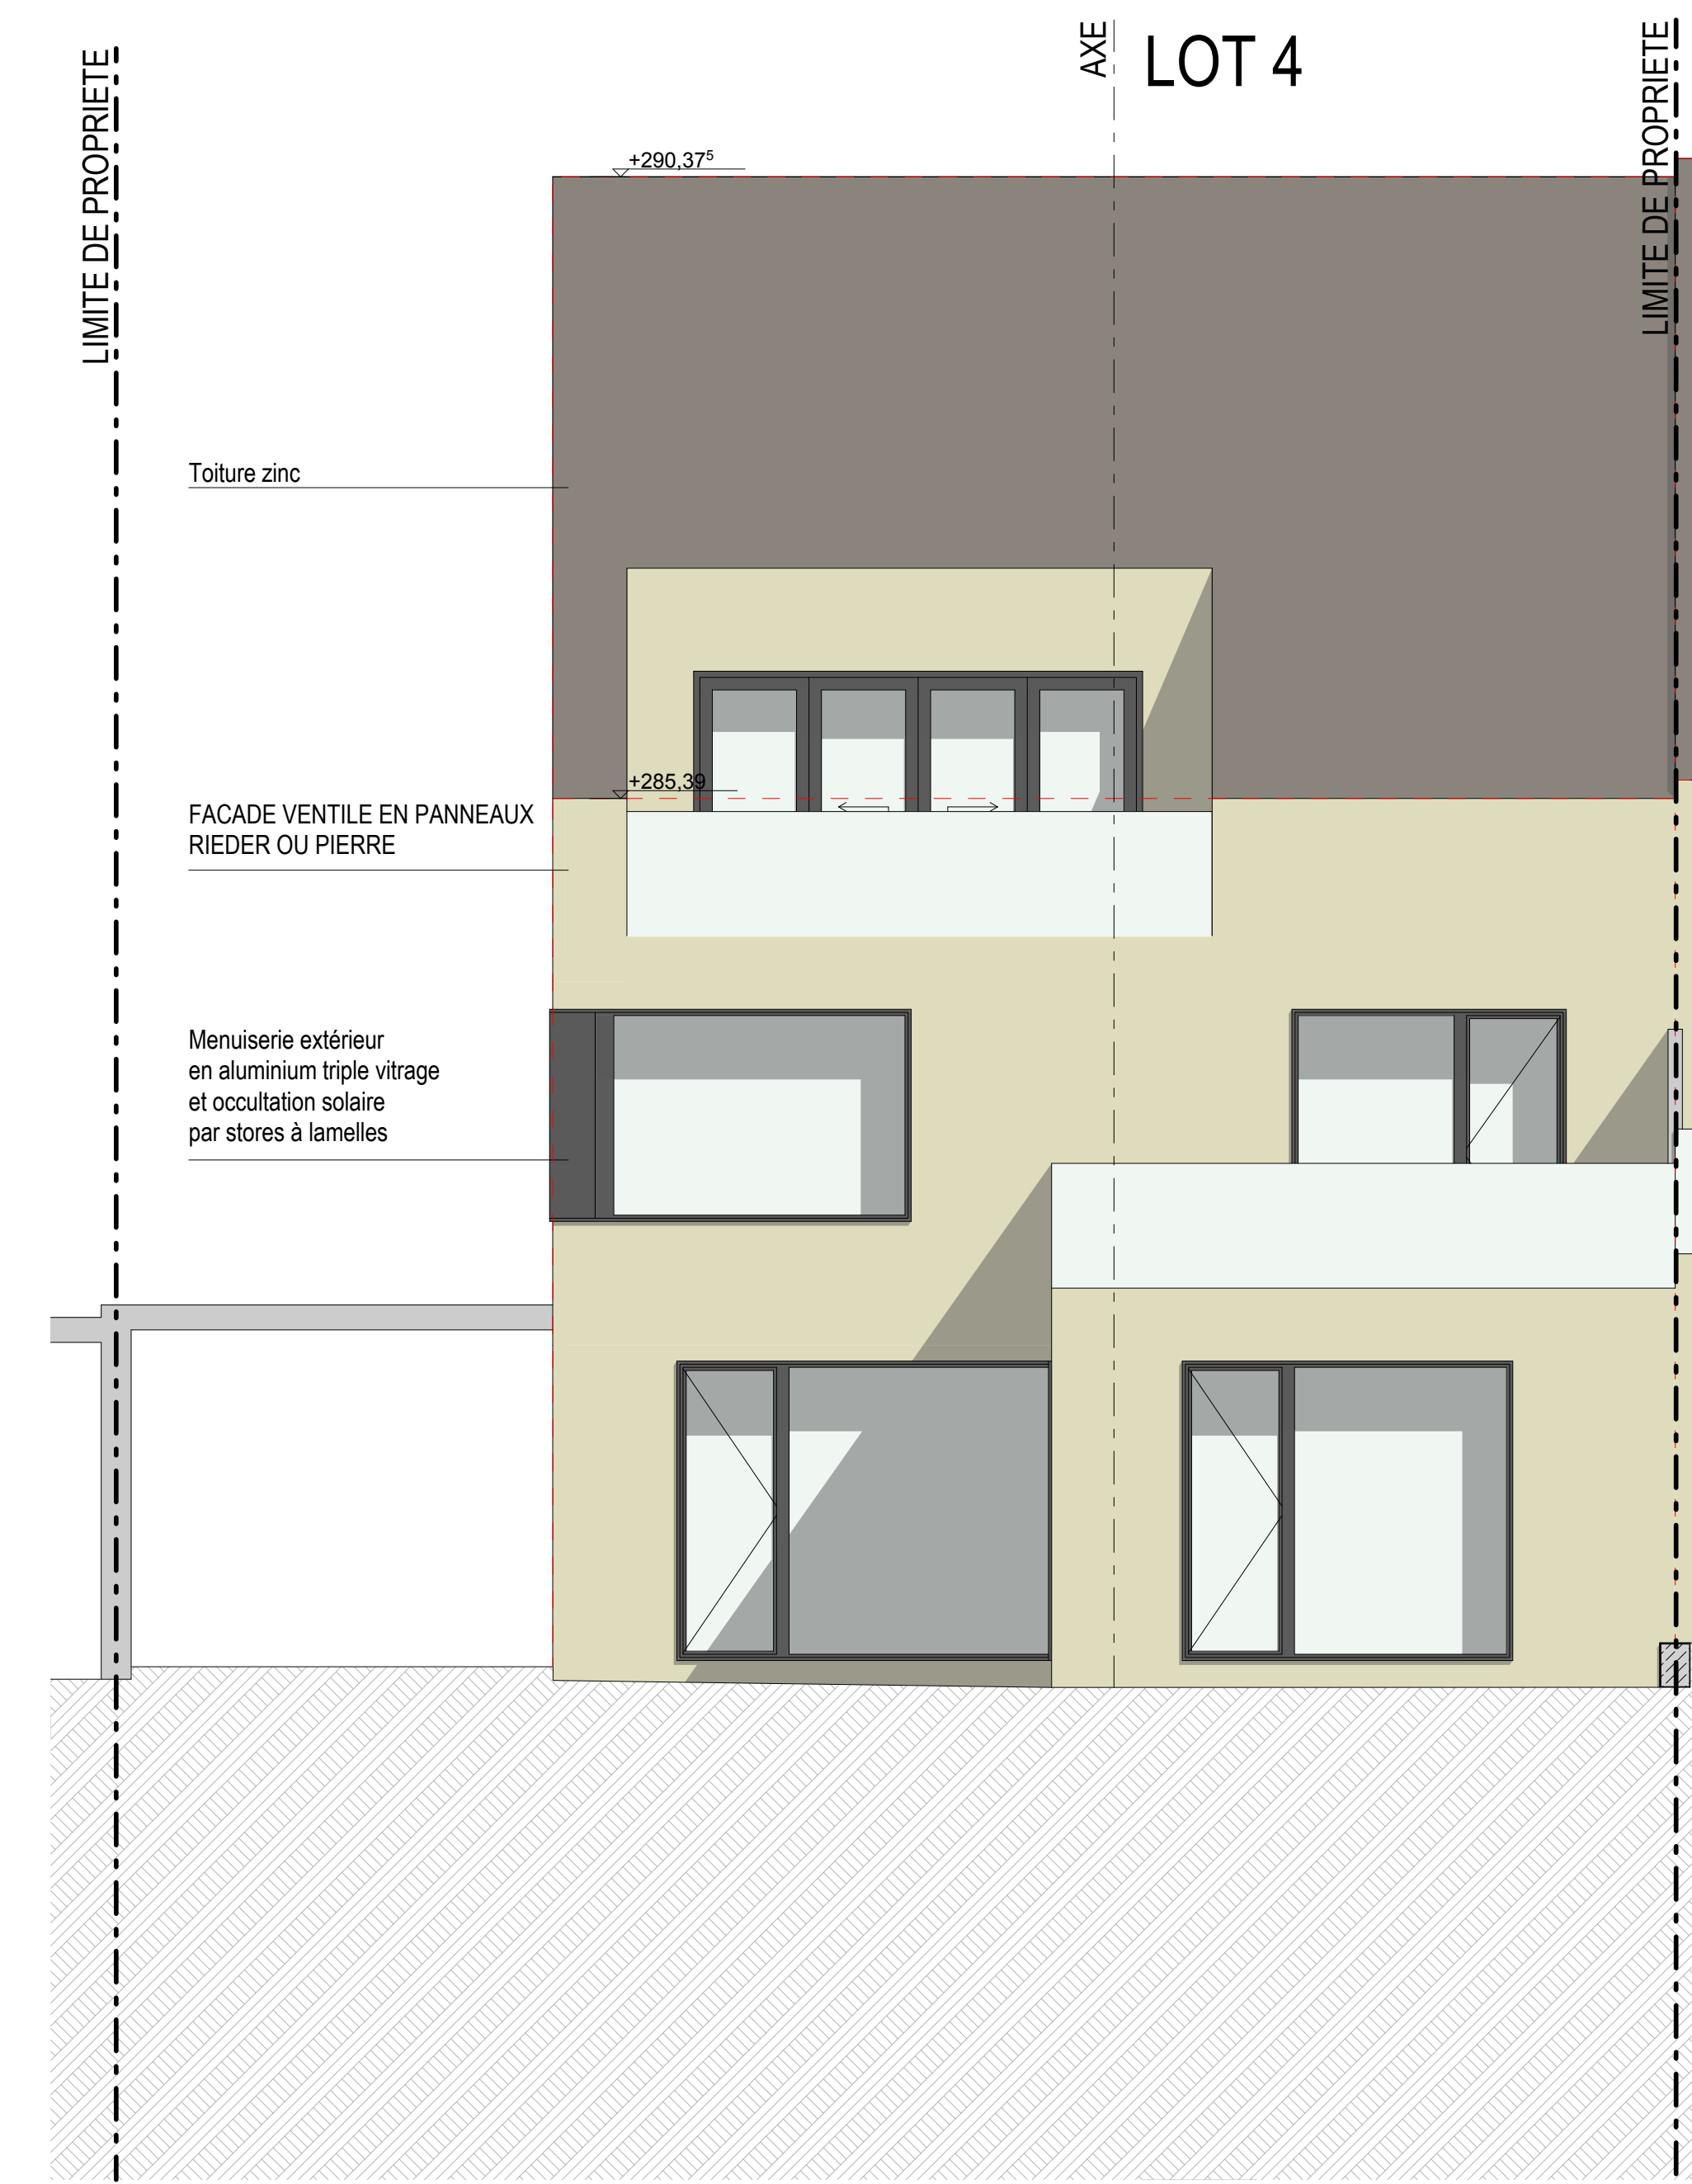 LIMITE DE PROPRIETE
AXE
LOT 4
LIMITE DE PROPRIETE
+290,37⁵
Toiture zinc
+285,39
FACADE VENTILE EN PANNEAUX
RIEDER OU PIERRE
Menuiserie extérieur
en aluminium triple vitrage
et occultation solaire
par stores à lamelles